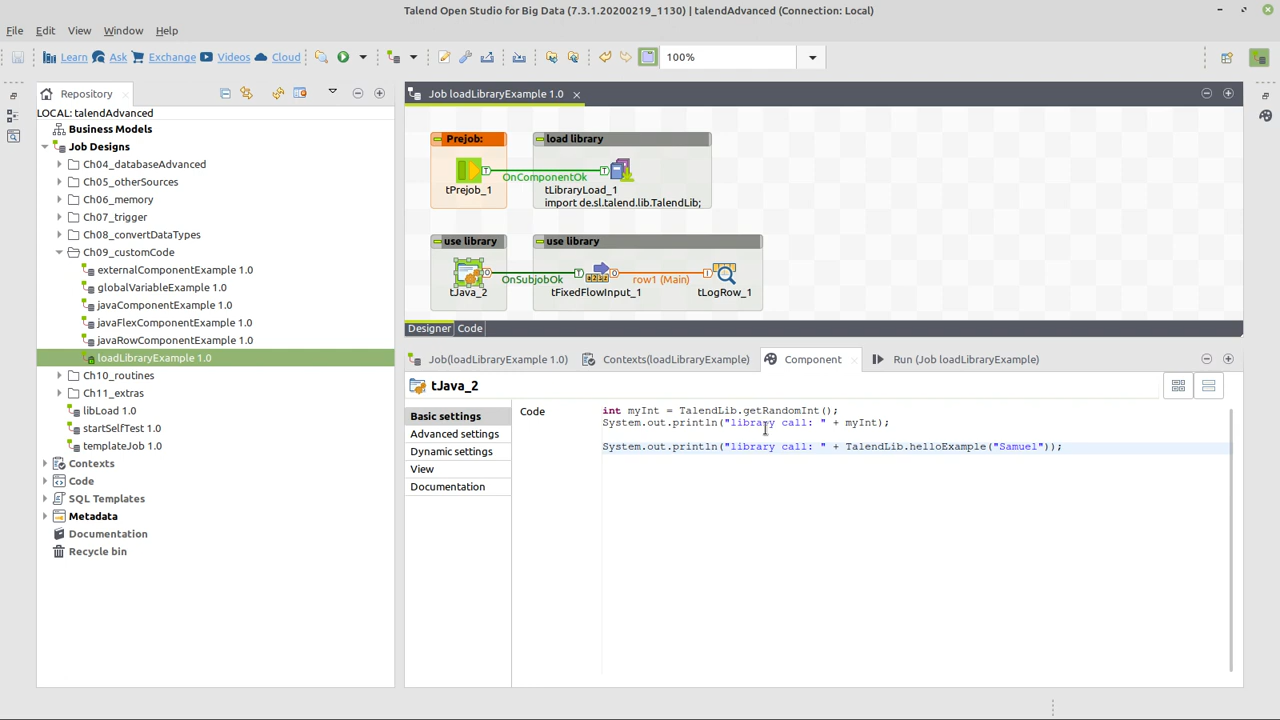 Talend Open Studio for Big Data (7.3.1.20200219_1130) | talendAdvanced (Connection: Local)
File Edit View Window Help
Learn Ask Exchange Videos Cloud 100%
Repository
LOCAL: talendAdvanced
Business Models
Job Designs
Ch04_databaseAdvanced
Ch05_otherSources
Ch06_memory
Ch07_trigger
Ch08_convertDataTypes
Ch09_customCode
externalComponentExample 1.0
globalVariableExample 1.0
javaComponentExample 1.0
javaFlexComponentExample 1.0
javaRowComponentExample 1.0
loadLibraryExample 1.0
Ch10_routines
Ch11_extras
libLoad 1.0
startSelfTest 1.0
templateJob 1.0
Contexts
Code
SQL Templates
Metadata
Documentation
Recycle bin
Job loadLibraryExample 1.0
Prejob: load library
T OnComponentOk T
tPrejob_1 tLibraryLoad_1
import de.sl.talend.lib.TalendLib;
use library use library
O OnSubjobOk T O row1 (Main) I
tJava_2 tFixedFlowInput_1 tLogRow_1
Designer Code
Job(loadLibraryExample 1.0) Contexts(loadLibraryExample) Component Run (Job loadLibraryExample)
tJava_2
Basic settings
Advanced settings
Dynamic settings
View
Documentation
Code
int myInt = TalendLib.getRandomInt();
System.out.println("library call: " + myInt);
System.out.println("library call: " + TalendLib.helloExample("Samuel"));